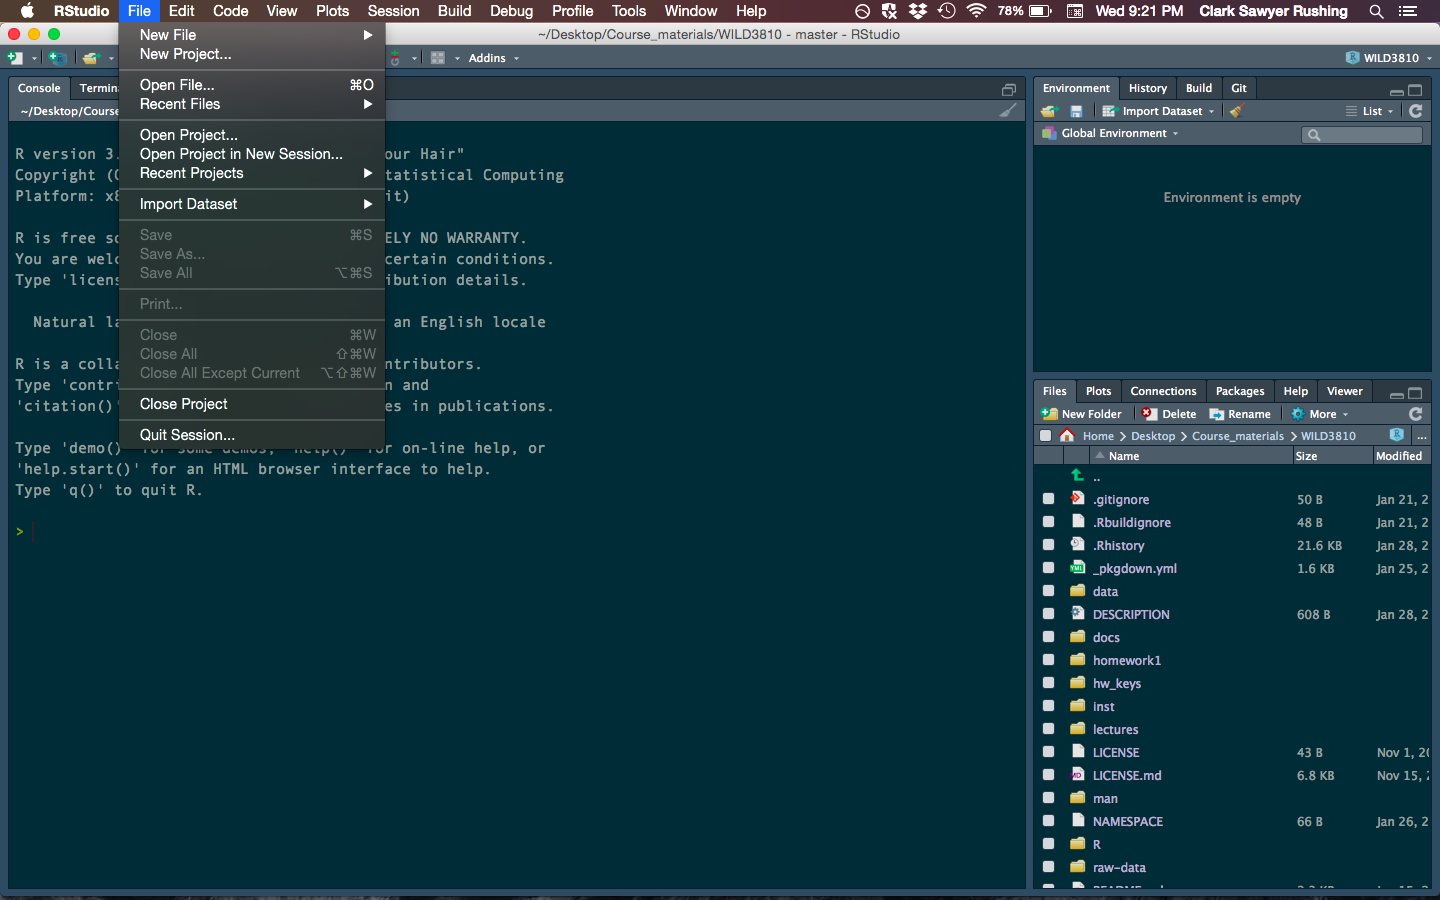 RStudio File Edit Code View Plots Session Build Debug Profile Tools Window Help 78% Wed 9:21 PM Clark Sawyer Rushing
~/Desktop/Course_materials/WILD3810 - master - RStudio
New File
New Project...
Open File... ⌘O
Recent Files
Open Project...
Open Project in New Session...
Recent Projects
Import Dataset
Save ⌘S
Save As...
Save All ⌥⌘S
Print...
Close ⌘W
Close All ⇧⌘W
Close All Except Current ⌥⇧⌘W
Close Project
Quit Session...
Addins
WILD3810
Console Termin
~/Desktop/Cours
R version 3. our Hair"
Copyright (C tatistical Computing
Platform: x8 it)
R is free so ELY NO WARRANTY.
You are welc certain conditions.
Type 'licens ibution details.
Natural la an English locale
R is a colla ntributors.
Type 'contri n and
'citation()' es in publications.
Type 'demo()' for some demos, 'help()' for on-line help, or
'help.start()' for an HTML browser interface to help.
Type 'q()' to quit R.
>
Environment History Build Git
Import Dataset List
Global Environment
Environment is empty
Files Plots Connections Packages Help Viewer
New Folder Delete Rename More
Home Desktop Course_materials WILD3810 ...
Name Size Modified
..
.gitignore 50 B Jan 21, 2
.Rbuildignore 48 B Jan 21, 2
.Rhistory 21.6 KB Jan 28, 2
_pkgdown.yml 1.6 KB Jan 25, 2
data
DESCRIPTION 608 B Jan 28, 2
docs
homework1
hw_keys
inst
lectures
LICENSE 43 B Nov 1, 20
LICENSE.md 6.8 KB Nov 15,
man
NAMESPACE 66 B Jan 26, 2
R
raw-data